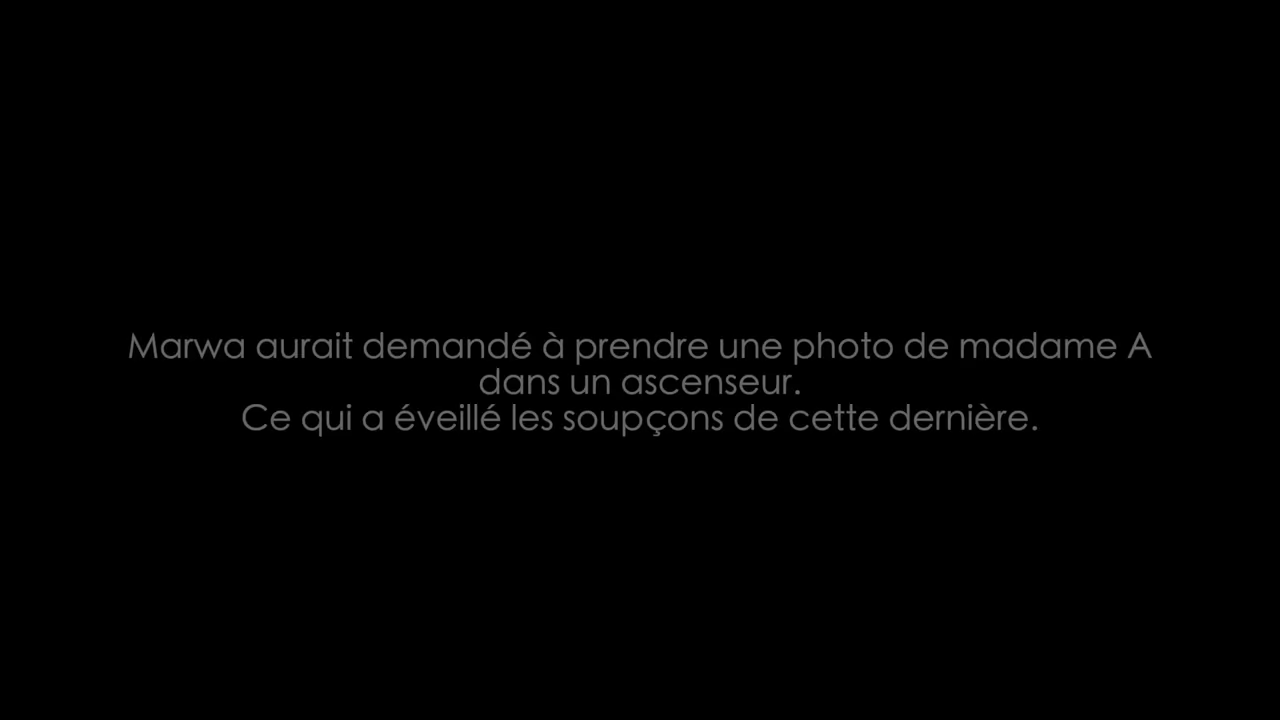 Marwa aurait demandé à prendre une photo de madame A
dans un ascenseur.
Ce qui a éveillé les soupçons de cette dernière.